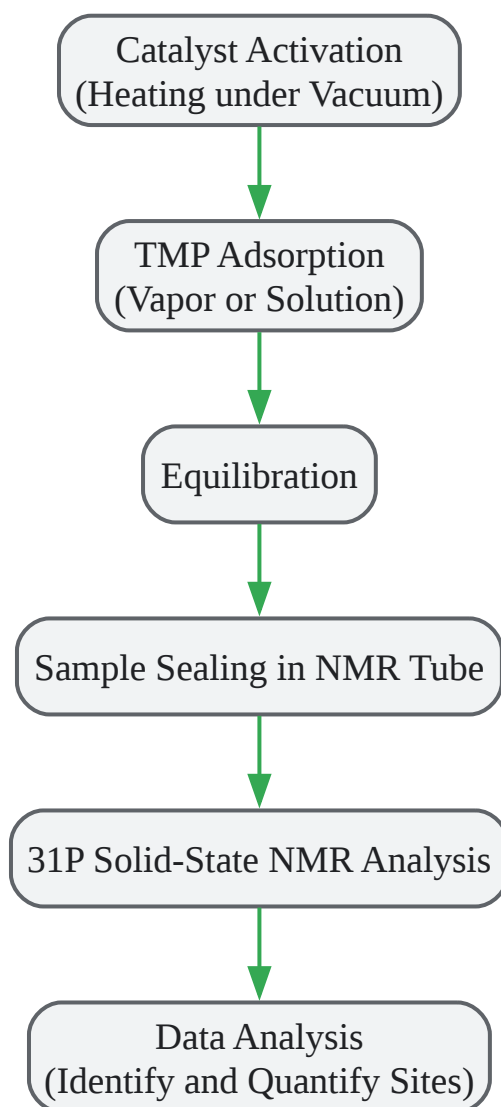 Catalyst Activation
(Heating under Vacuum)
TMP Adsorption
(Vapor or Solution)
Equilibration
Sample Sealing in NMR Tube
31P Solid-State NMR Analysis
Data Analysis
(Identify and Quantify Sites)